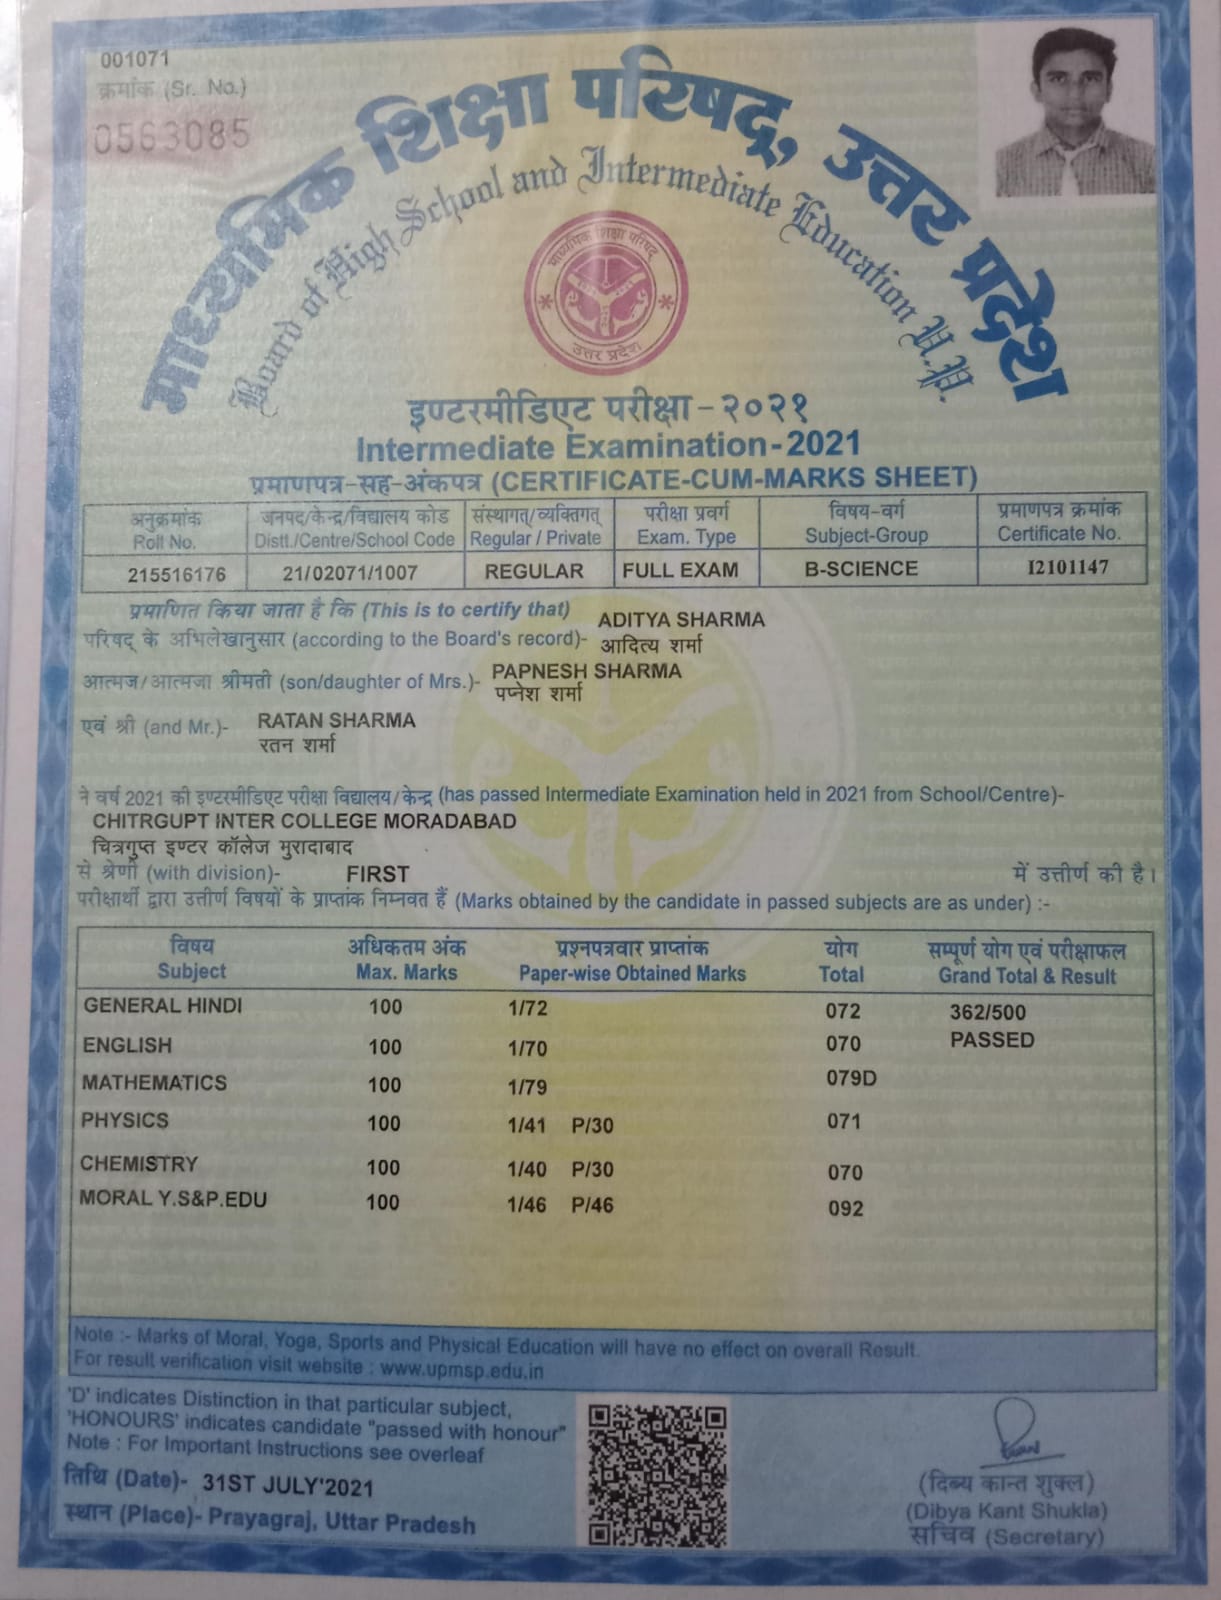 001071
क्रमांक (Sr. No.)
0563085
माध्यमिक शिक्षा परिषद्, उत्तर प्रदेश
Board of High School and Intermediate Education U.P.
माध्यमिक शिक्षा परिषद्
उत्तर प्रदेश
इण्टरमीडिएट परीक्षा - २०२१
Intermediate Examination - 2021
प्रमाणपत्र-सह-अंकपत्र (CERTIFICATE-CUM-MARKS SHEET)
अनुक्रमांक जनपद/केन्द्र/विद्यालय कोड संस्थागत्/व्यक्तिगत् परीक्षा प्रवर्ग विषय-वर्ग प्रमाणपत्र क्रमांक
Roll No. Distt./Centre/School Code Regular / Private Exam. Type Subject-Group Certificate No.
215516176 21/02071/1007 REGULAR FULL EXAM B-SCIENCE I2101147
प्रमाणित किया जाता है कि (This is to certify that) ADITYA SHARMA
परिषद् के अभिलेखानुसार (according to the Board's record)- आदित्य शर्मा
आत्मज/आत्मजा श्रीमती (son/daughter of Mrs.)- PAPNESH SHARMA
पप्नेश शर्मा
एवं श्री (and Mr.)- RATAN SHARMA
रतन शर्मा
ने वर्ष 2021 की इण्टरमीडिएट परीक्षा विद्यालय/केन्द्र (has passed Intermediate Examination held in 2021 from School/Centre)-
CHITRGUPT INTER COLLEGE MORADABAD
चित्रगुप्त इण्टर कॉलेज मुरादाबाद
से श्रेणी (with division)- FIRST में उत्तीर्ण की है।
परीक्षार्थी द्वारा उत्तीर्ण विषयों के प्राप्तांक निम्नवत हैं (Marks obtained by the candidate in passed subjects are as under) :-
विषय अधिकतम अंक प्रश्नपत्रवार प्राप्तांक योग सम्पूर्ण योग एवं परीक्षाफल
Subject Max. Marks Paper-wise Obtained Marks Total Grand Total & Result
GENERAL HINDI 100 1/72 072 362/500
ENGLISH 100 1/70 070 PASSED
MATHEMATICS 100 1/79 079D
PHYSICS 100 1/41 P/30 071
CHEMISTRY 100 1/40 P/30 070
MORAL Y.S&P.EDU 100 1/46 P/46 092
Note :- Marks of Moral, Yoga, Sports and Physical Education will have no effect on overall Result.
For result verification visit website : www.upmsp.edu.in
'D' indicates Distinction in that particular subject,
'HONOURS' indicates candidate "passed with honour"
Note : For Important Instructions see overleaf
तिथि (Date)- 31ST JULY'2021
स्थान (Place)- Prayagraj, Uttar Pradesh
(दिब्य कान्त शुक्ल)
(Dibya Kant Shukla)
सचिव (Secretary)